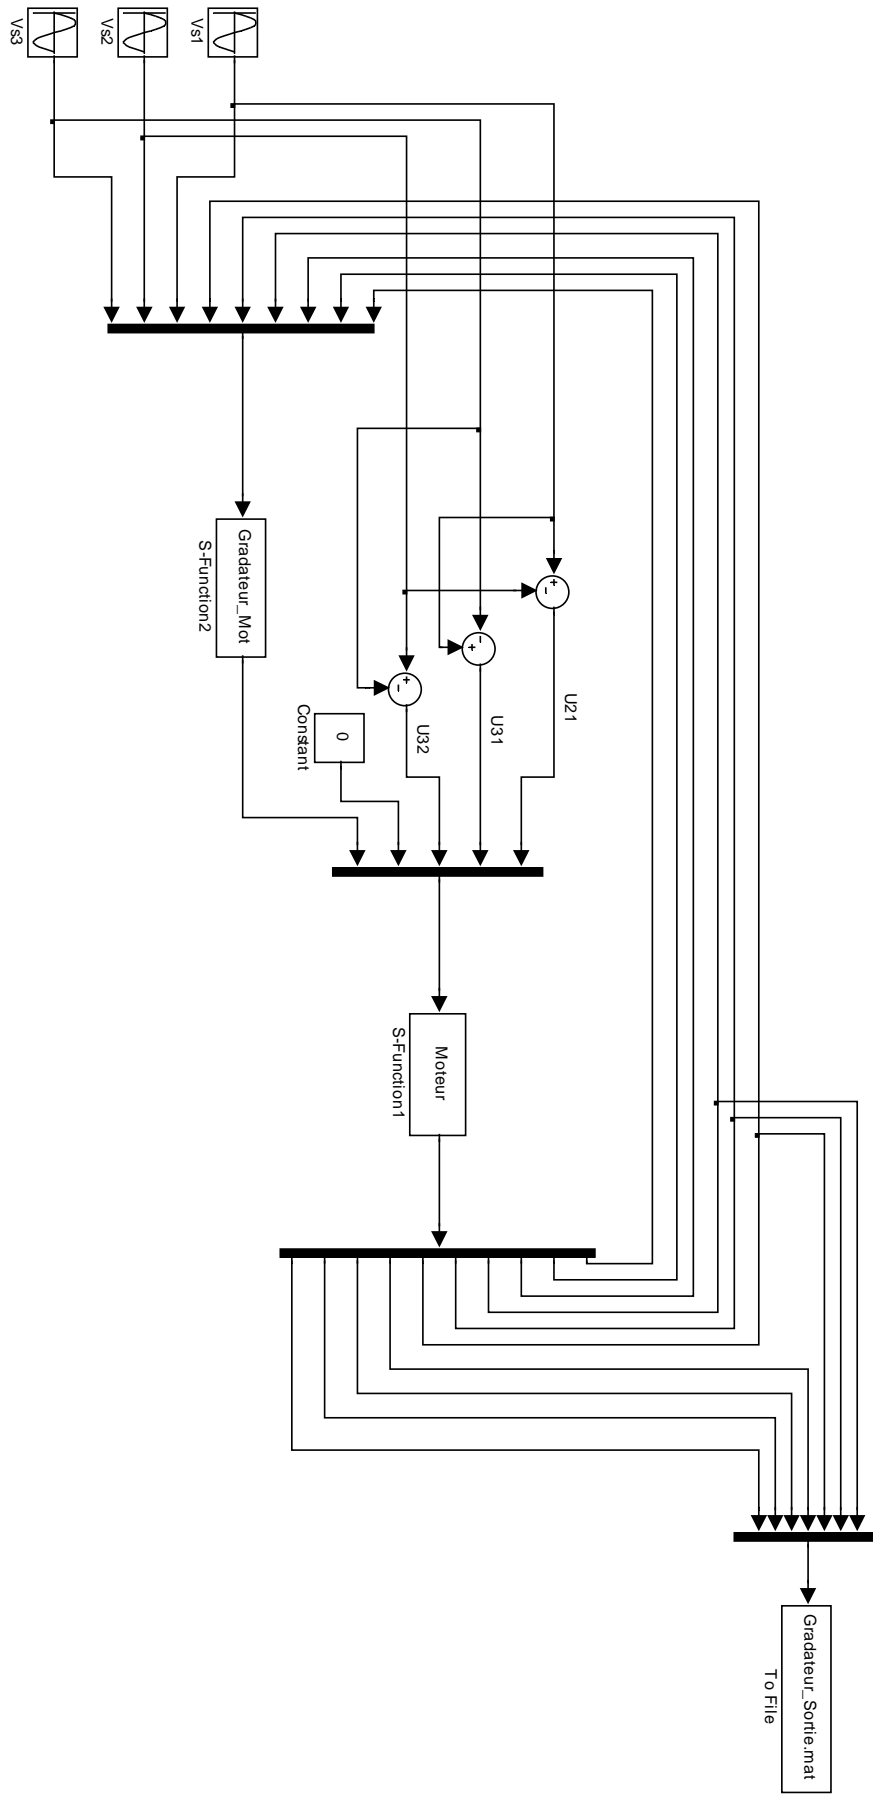 Vs1
Vs2
Vs3
U21
U31
U32
0
Constant
Gradateur_Mot
S-Function2
Moteur
S-Function1
Gradateur_Sortie.mat
To File